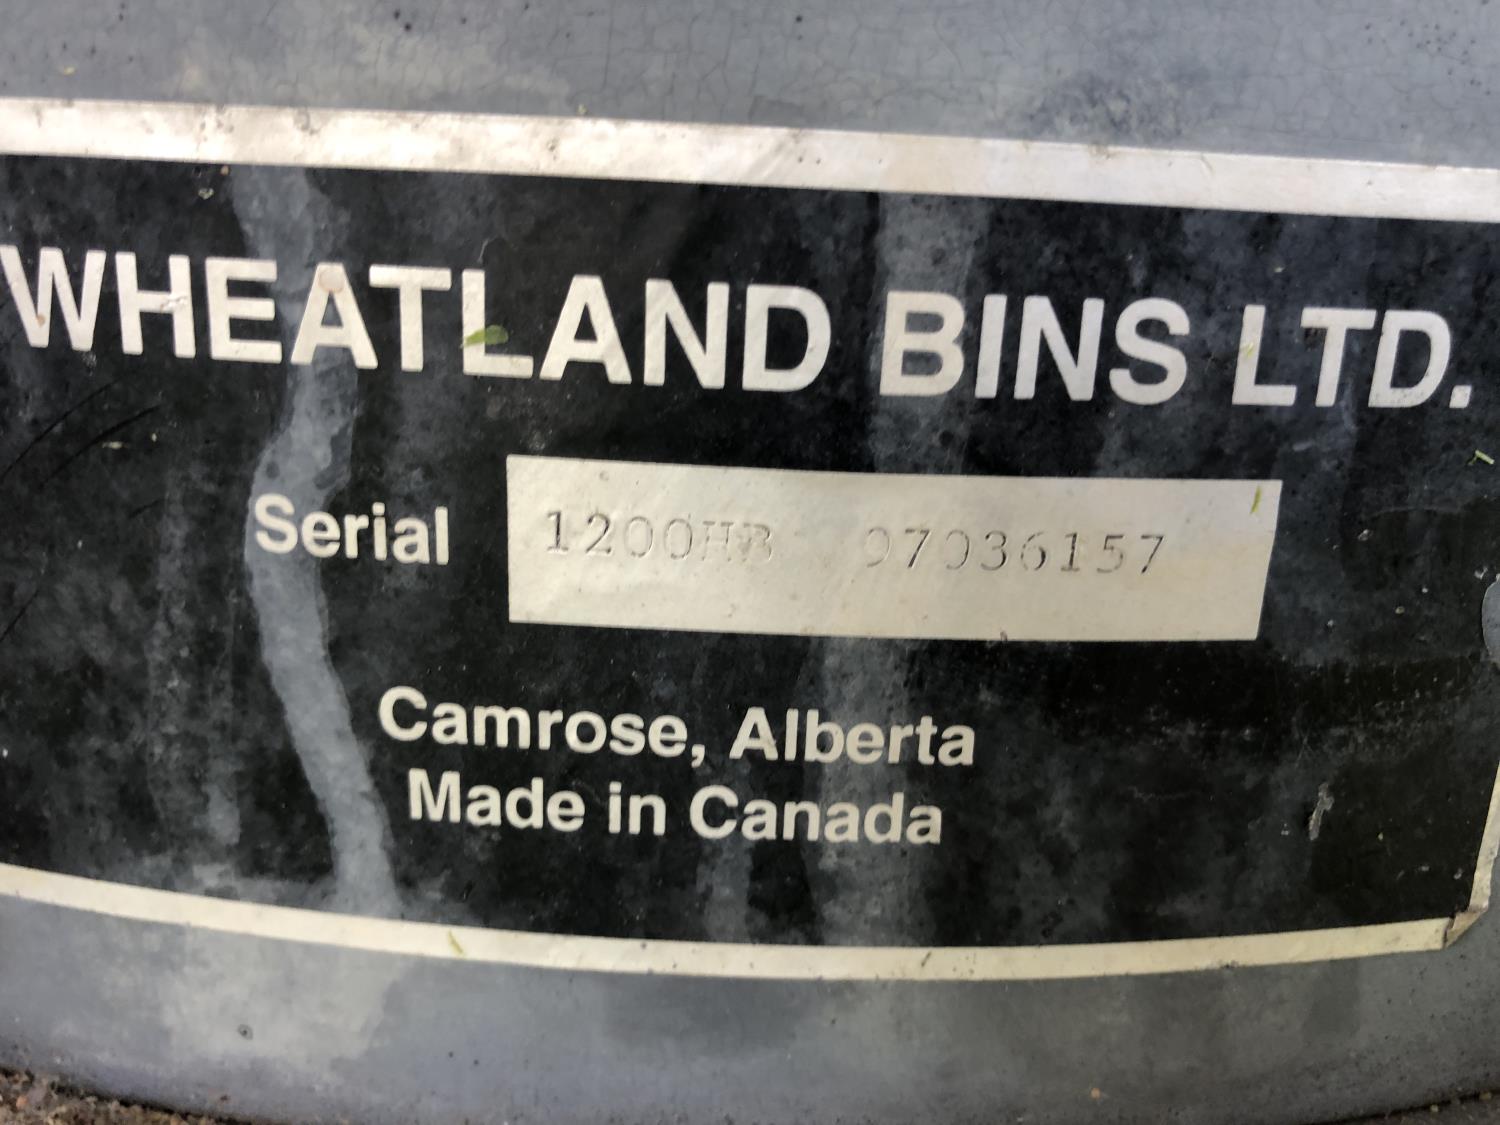 WHEATLAND BINS LTD.
Serial 1200HB 97036157
Camrose, Alberta
Made in Canada